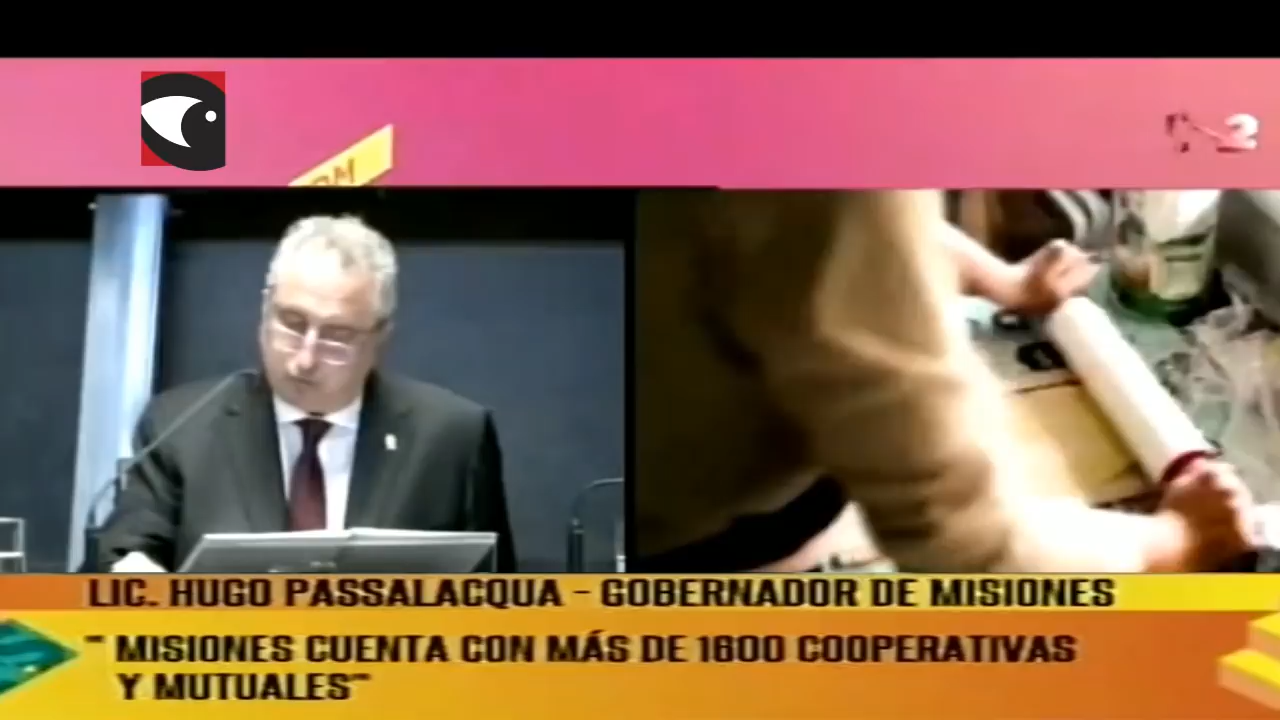 LIC. HUGO PASSALACQUA - GOBERNADOR DE MISIONES
" MISIONES CUENTA CON MÁS DE 1600 COOPERATIVAS
Y MUTUALES"